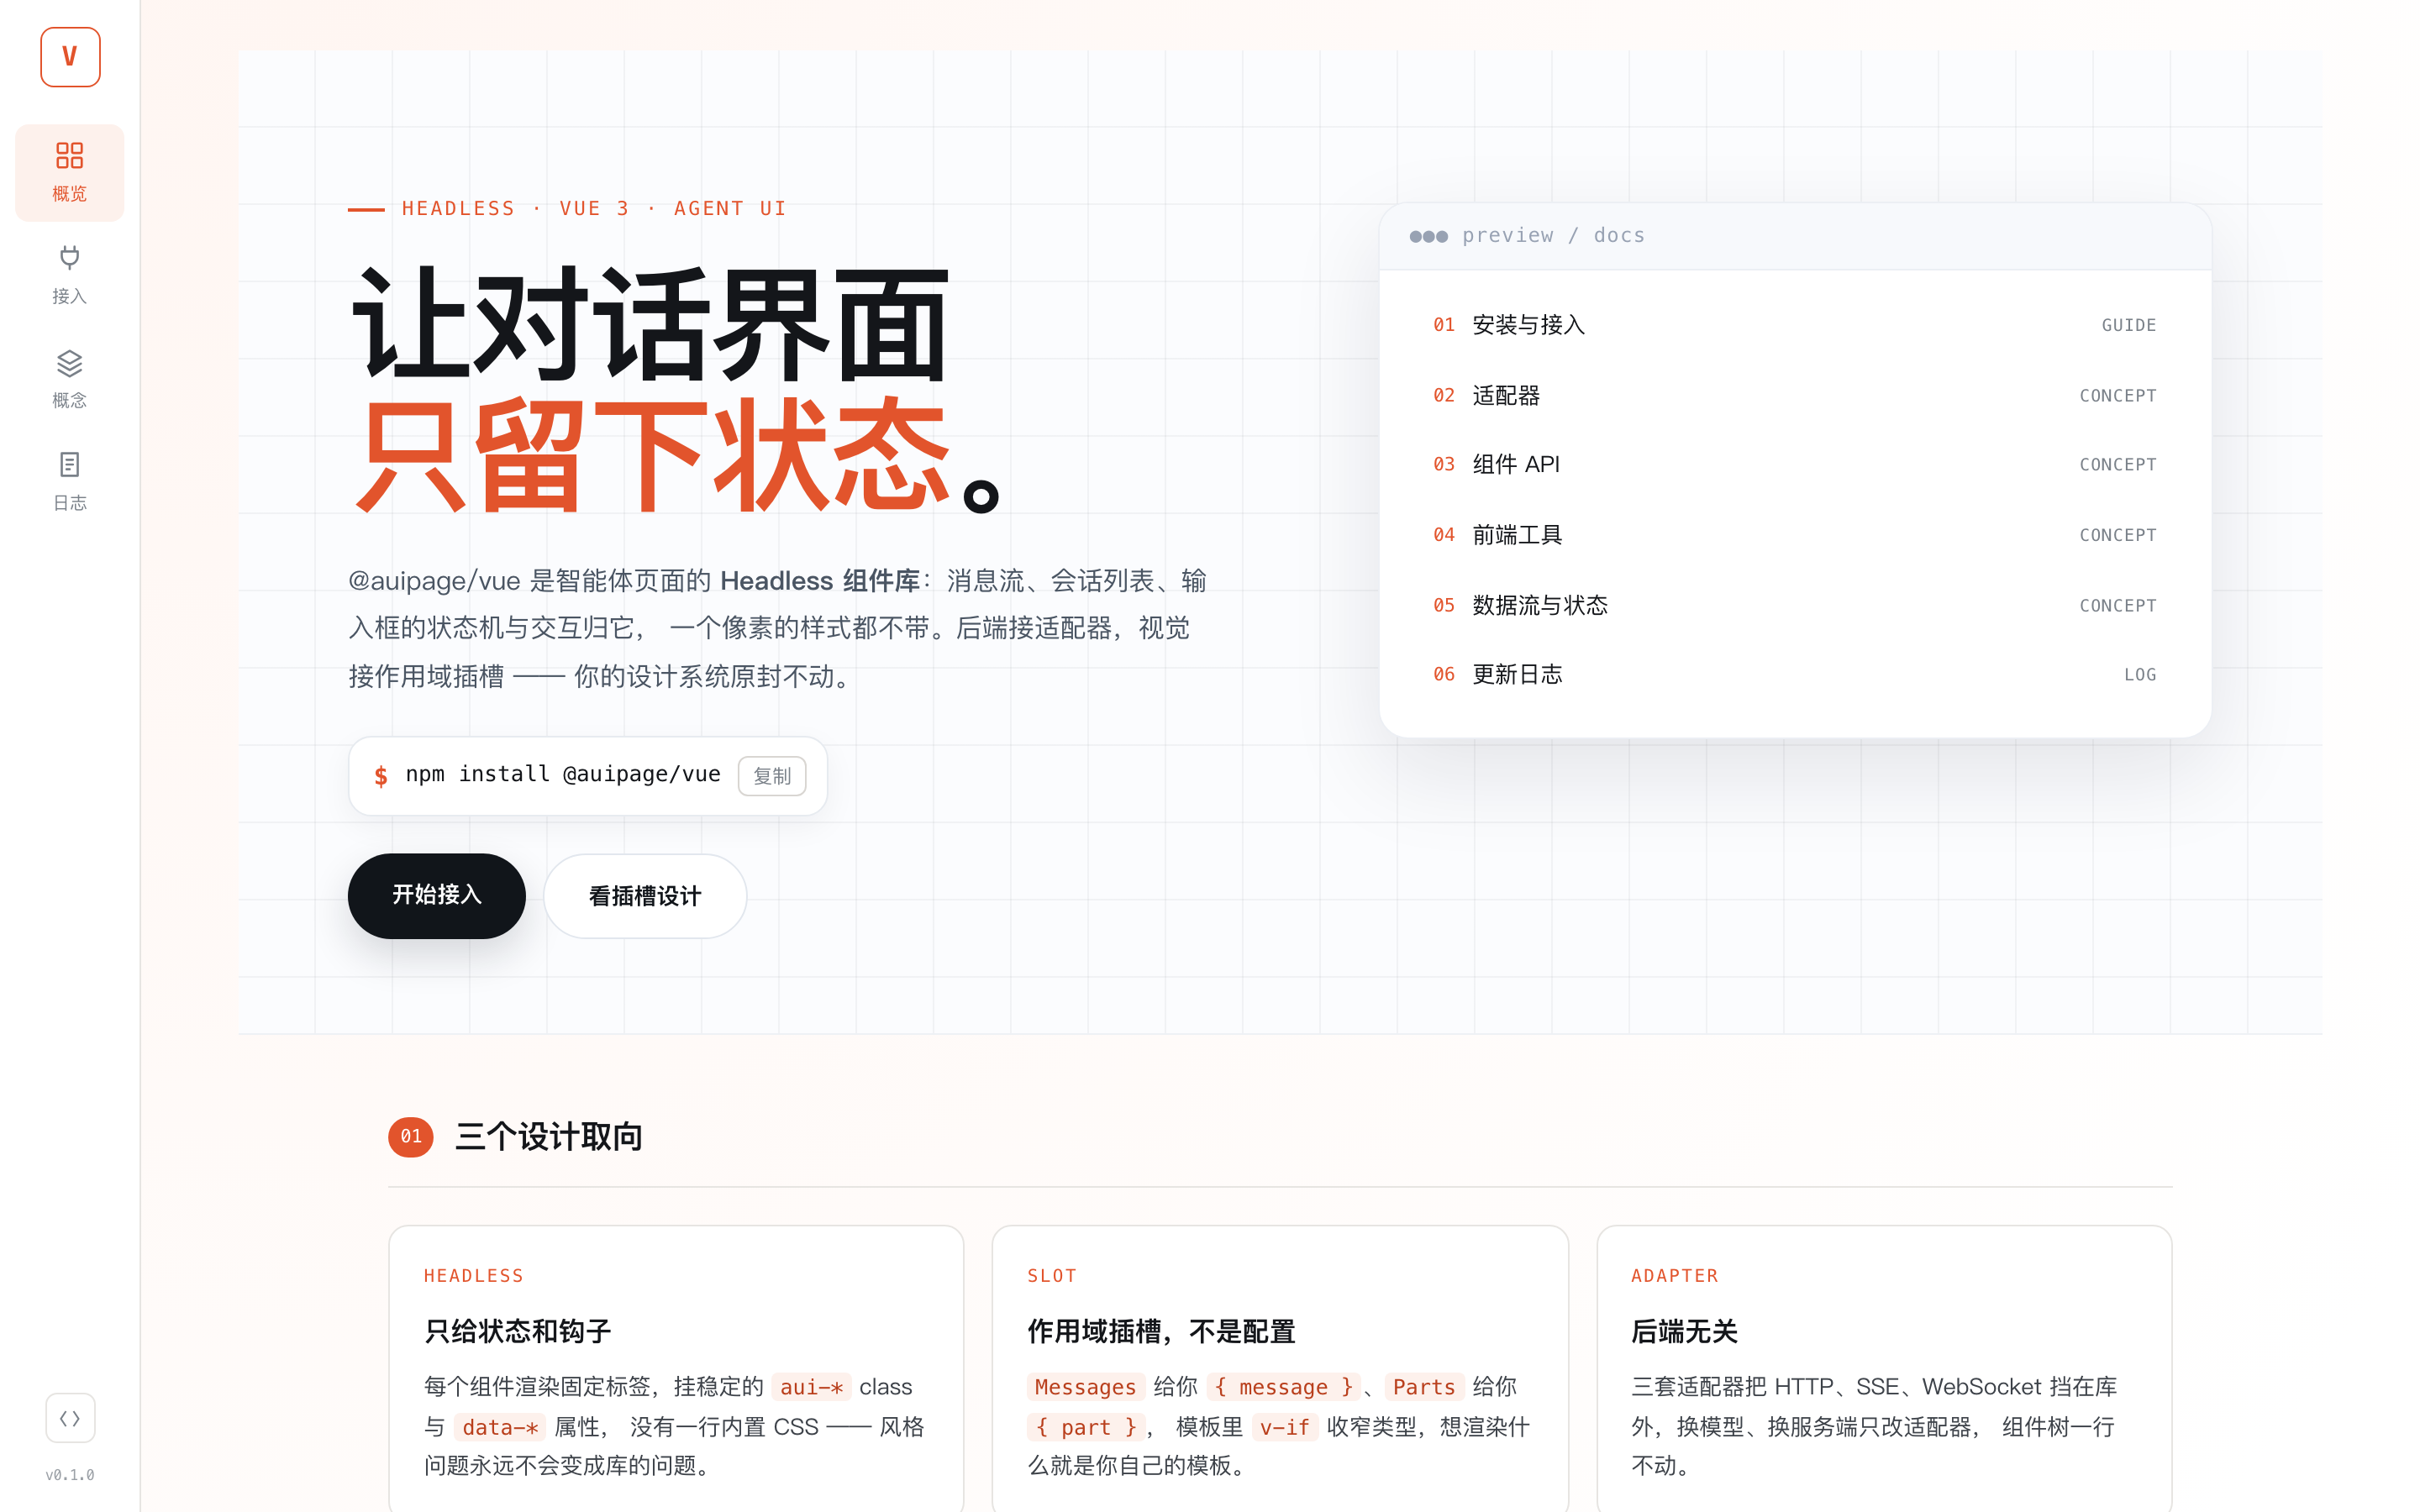 V
概览
接入
概念
日志
v0.1.0
HEADLESS · VUE 3 · AGENT UI
让对话界面
只留下状态。
@auipage/vue 是智能体页面的 Headless 组件库：消息流、会话列表、输
入框的状态机与交互归它， 一个像素的样式都不带。后端接适配器，视觉
接作用域插槽 —— 你的设计系统原封不动。
$ npm install @auipage/vue 复制
开始接入 看插槽设计
●●● preview / docs
01 安装与接入 GUIDE
02 适配器 CONCEPT
03 组件 API CONCEPT
04 前端工具 CONCEPT
05 数据流与状态 CONCEPT
06 更新日志 LOG
01 三个设计取向
HEADLESS
只给状态和钩子
每个组件渲染固定标签，挂稳定的 aui-* class
与 data-* 属性， 没有一行内置 CSS —— 风格
问题永远不会变成库的问题。
SLOT
作用域插槽，不是配置
Messages 给你 { message }、Parts 给你
{ part }， 模板里 v-if 收窄类型，想渲染什
么就是你自己的模板。
ADAPTER
后端无关
三套适配器把 HTTP、SSE、WebSocket 挡在库
外，换模型、换服务端只改适配器， 组件树一行
不动。